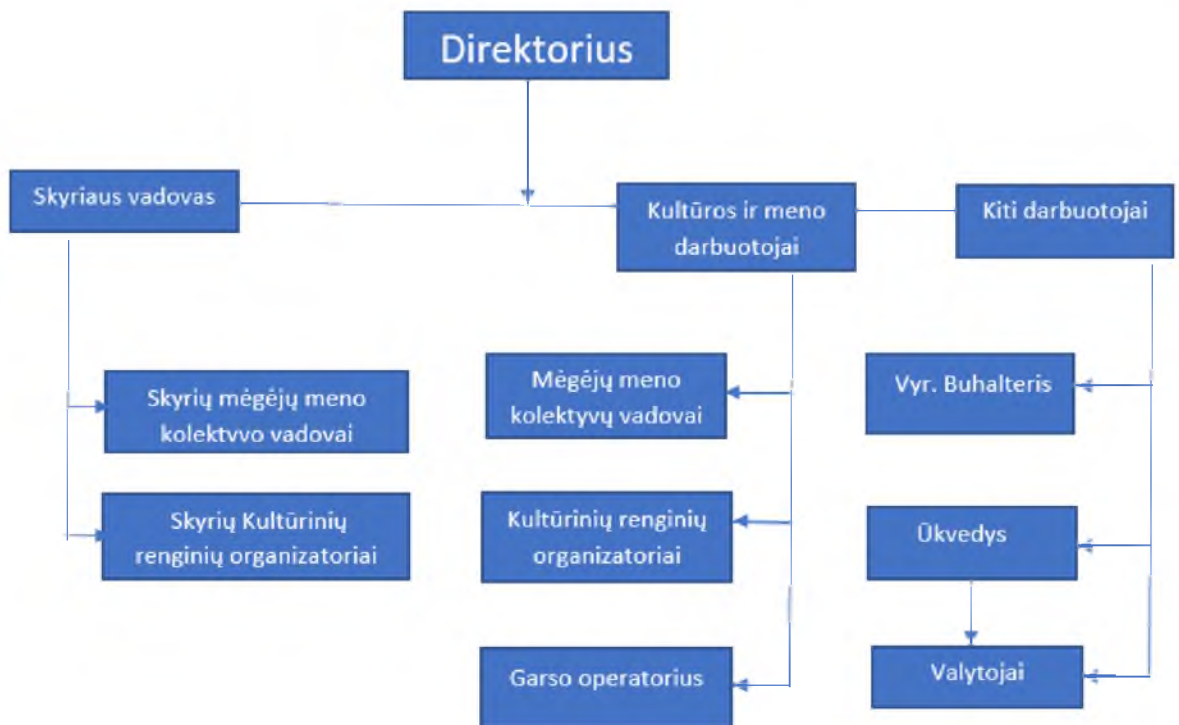 Direktorius
Skyriaus vadovas
Kultūros ir meno
darbuotojai
Kiti darbuotojai
Skyrių mėgėjų meno
kolektvvo vadovai
Skyrių Kultūrinių
renginių organizatoriai
Mėgėjų meno
kolektyvų vadovai
Kultūrinių renginių
organizatoriai
Garso operatorius
Vyr. Buhalteris
Ūkvedys
Valytojai